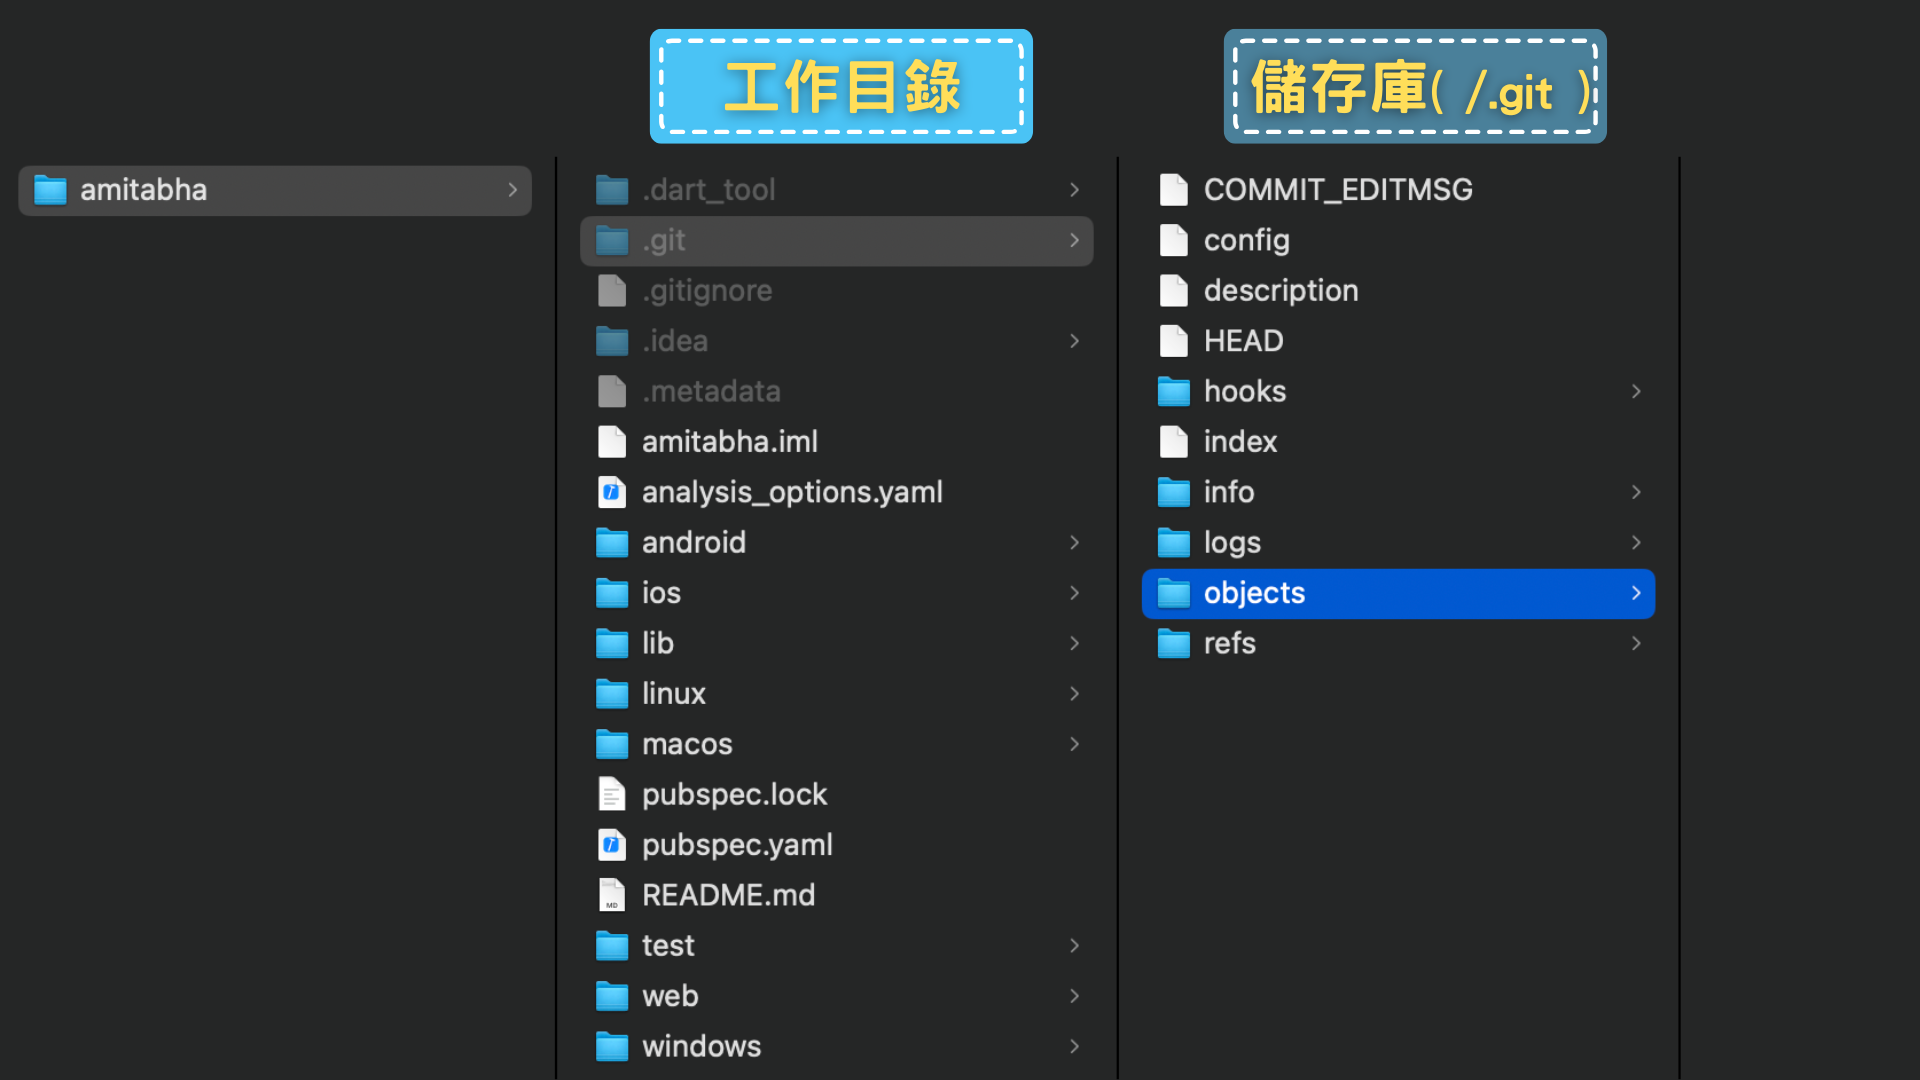 工作目錄
儲存庫( /.git )
amitabha
.dart_tool
.git
.gitignore
.idea
.metadata
amitabha.iml
analysis_options.yaml
android
ios
lib
linux
macos
pubspec.lock
pubspec.yaml
MD
README.md
test
web
windows
COMMIT_EDITMSG
config
description
HEAD
hooks
index
info
logs
objects
refs